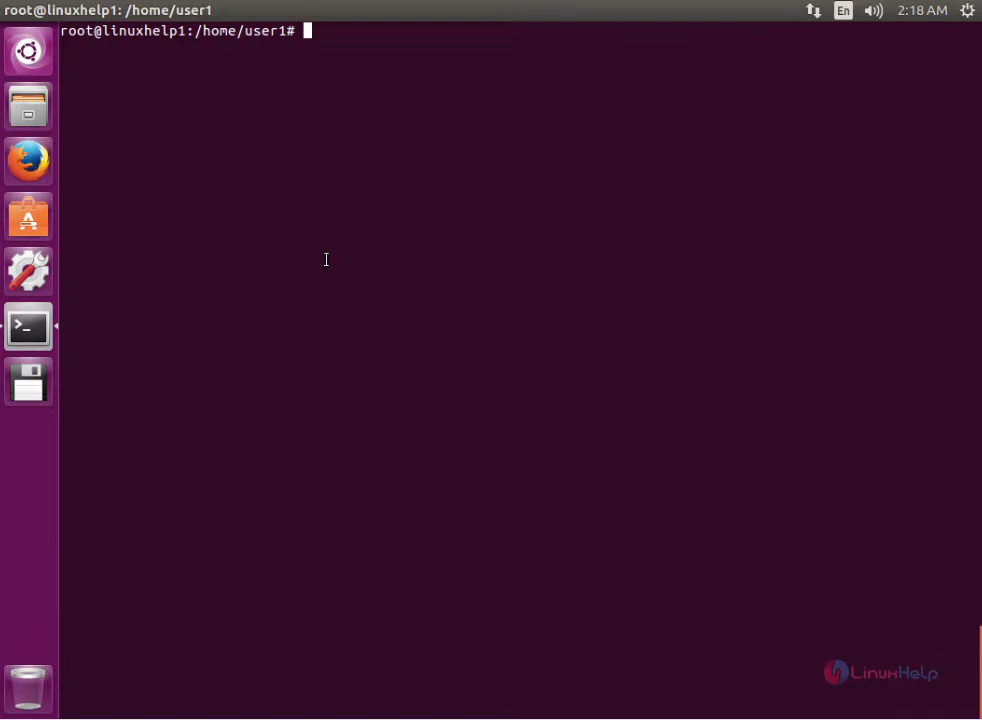 root@linuxhelp1: /home/user1
En
2:18 AM
root@linuxhelp1:/home/user1#
>_
A
LinuxHelp